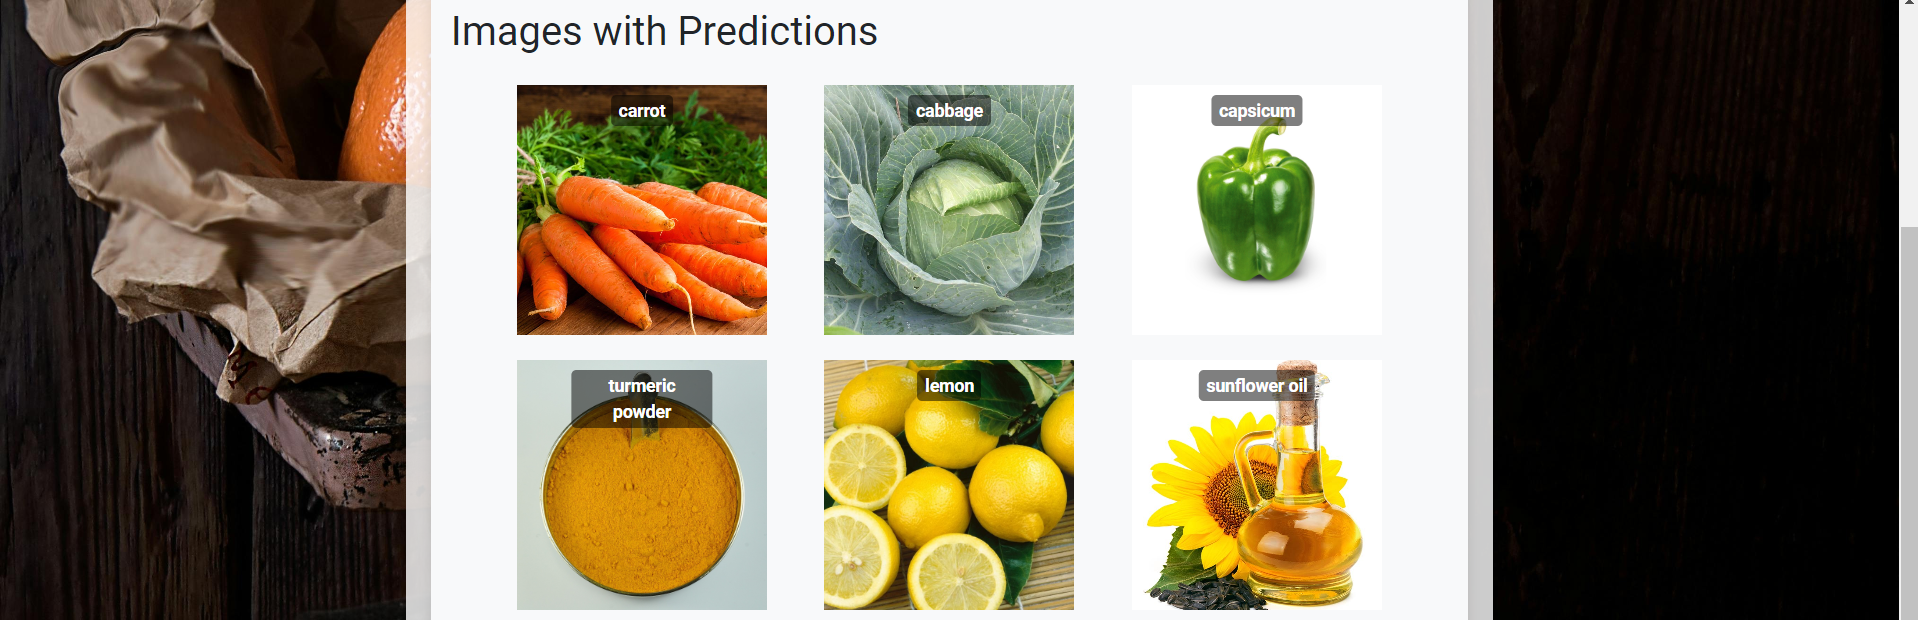 Images with Predictions
carrot
cabbage
capsicum
turmeric
powder
lemon
sunflower oil